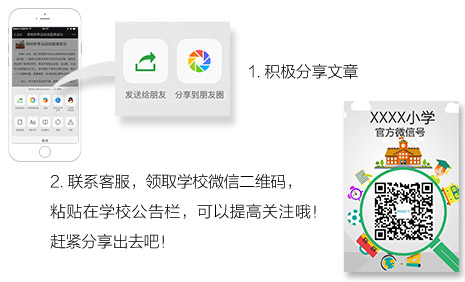 发送给朋友
分享到朋友圈
1. 积极分享文章
XXXX小学
官方微信号
2. 联系客服，领取学校微信二维码，
粘贴在学校公告栏，可以提高关注哦！
赶紧分享出去吧！